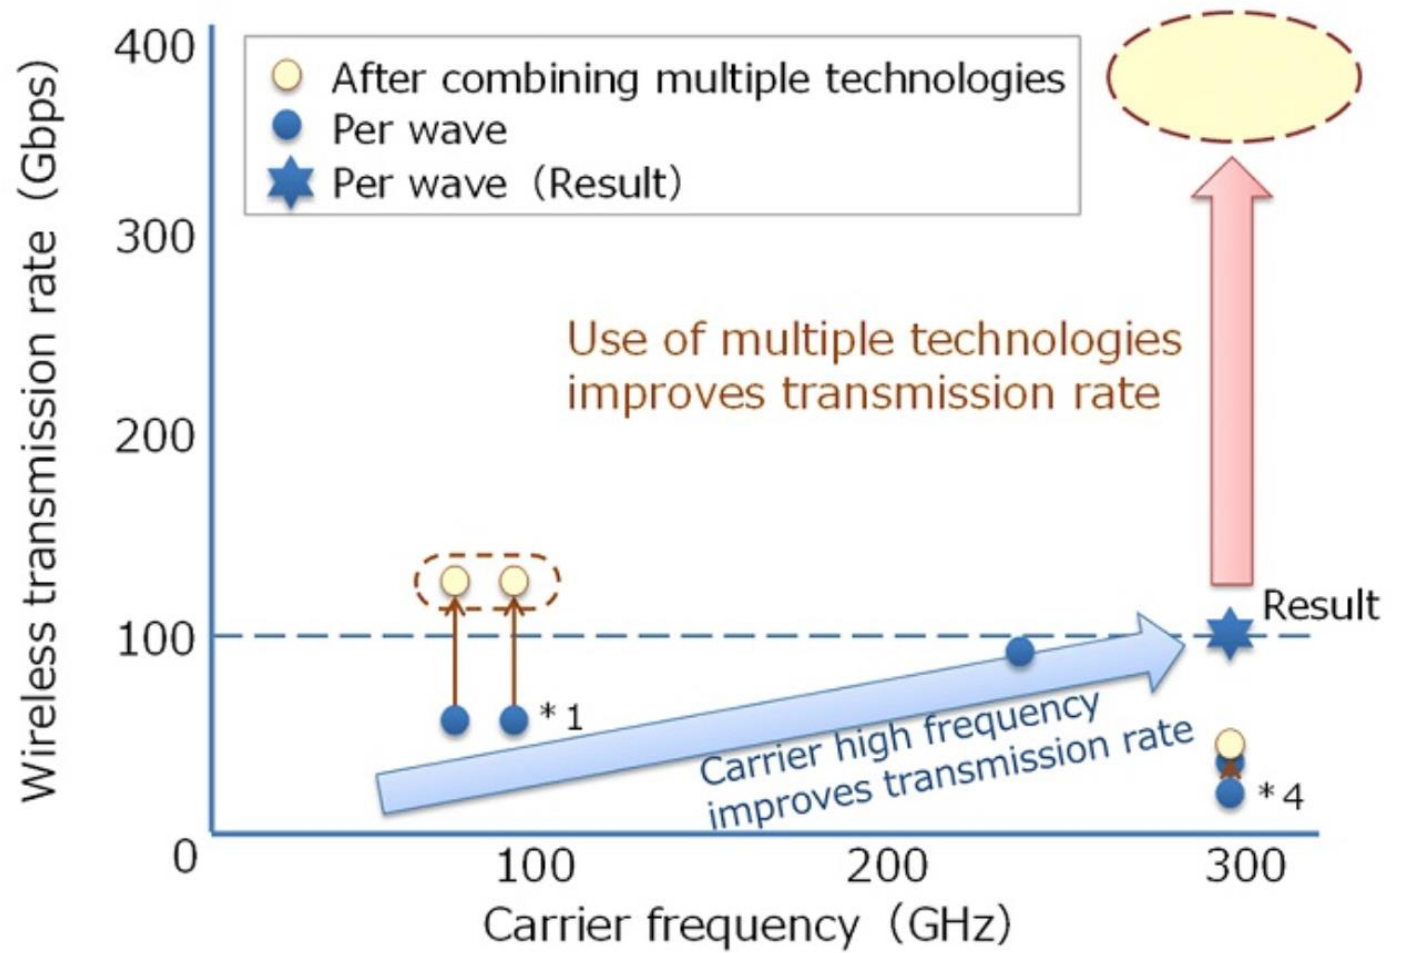 Wireless transmission rate (Gbps)
400
300
200
100
0
After combining multiple technologies
Per wave
Per wave (Result)
Use of multiple technologies
improves transmission rate
Result
*1
Carrier high frequency
improves transmission rate
*4
100
200
300
Carrier frequency (GHz)